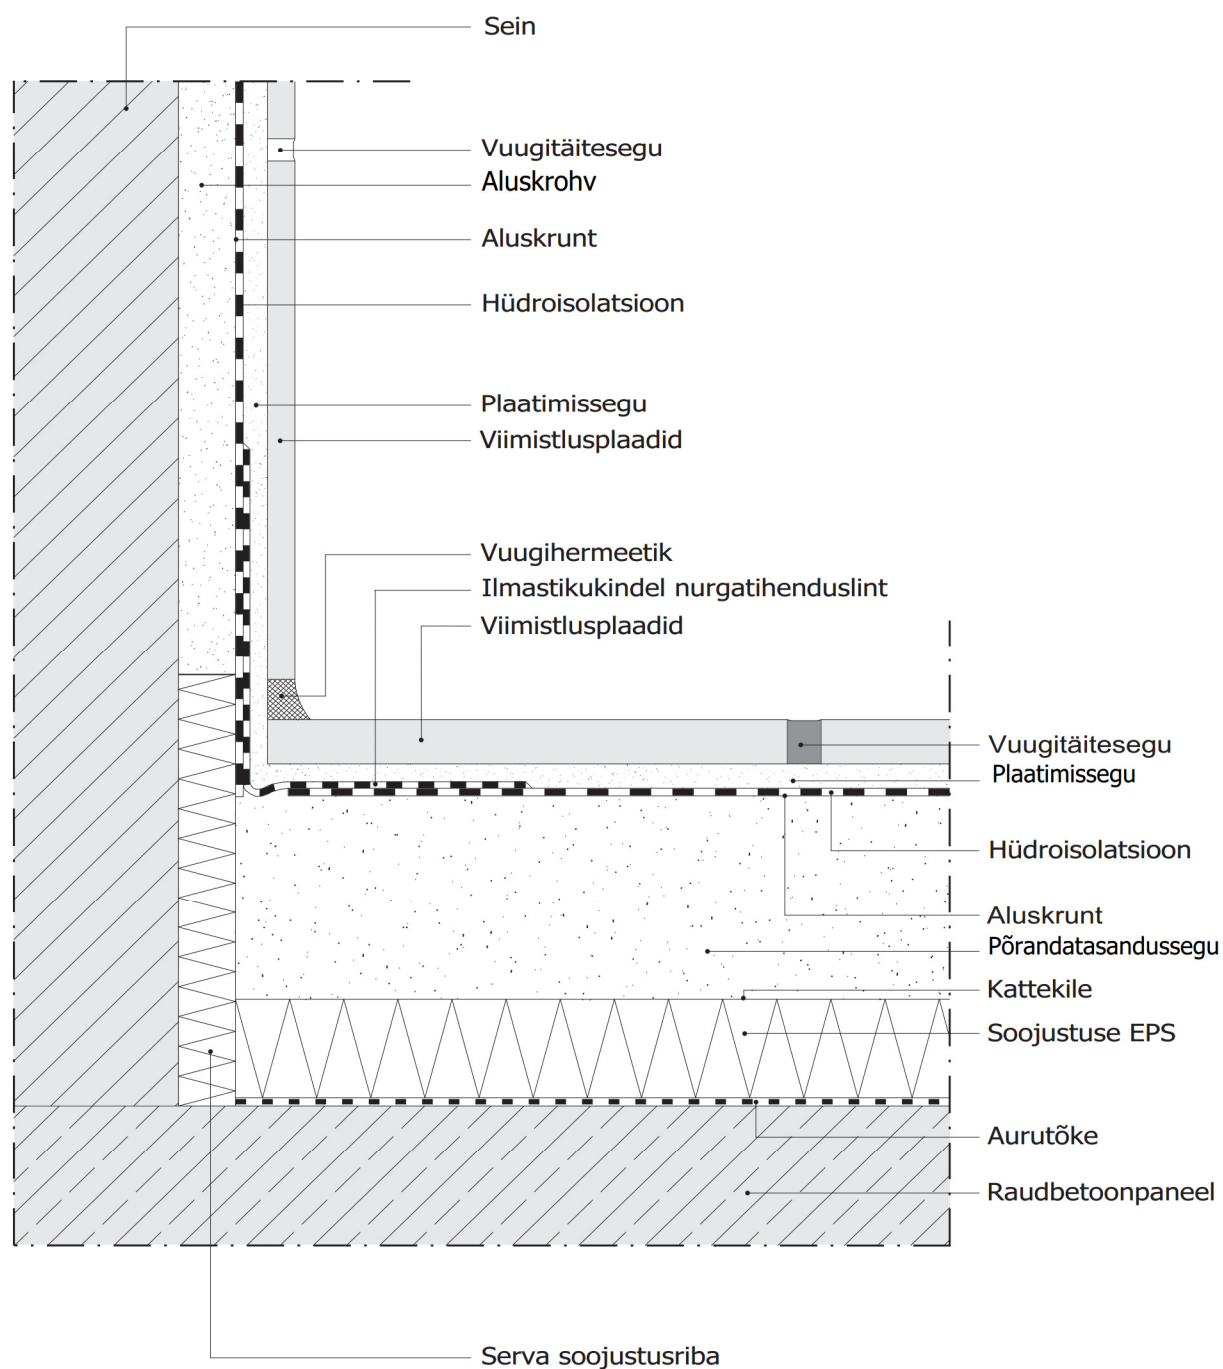 Sein
Vuugitäitesegu
Aluskrohv
Aluskrunt
Hüdroisolatsioon
Plaatimissegu
Viimistlusplaadid
Vuugihermeetik
Ilmastikukindel nurgatihenduslint
Viimistlusplaadid
Vuugitäitesegu
Plaatimissegu
Hüdroisolatsioon
Aluskrunt
Põrandatasandussegu
Kattekile
Soojustuse EPS
Aurutõke
Raudbetoonpaneel
Serva soojustusriba